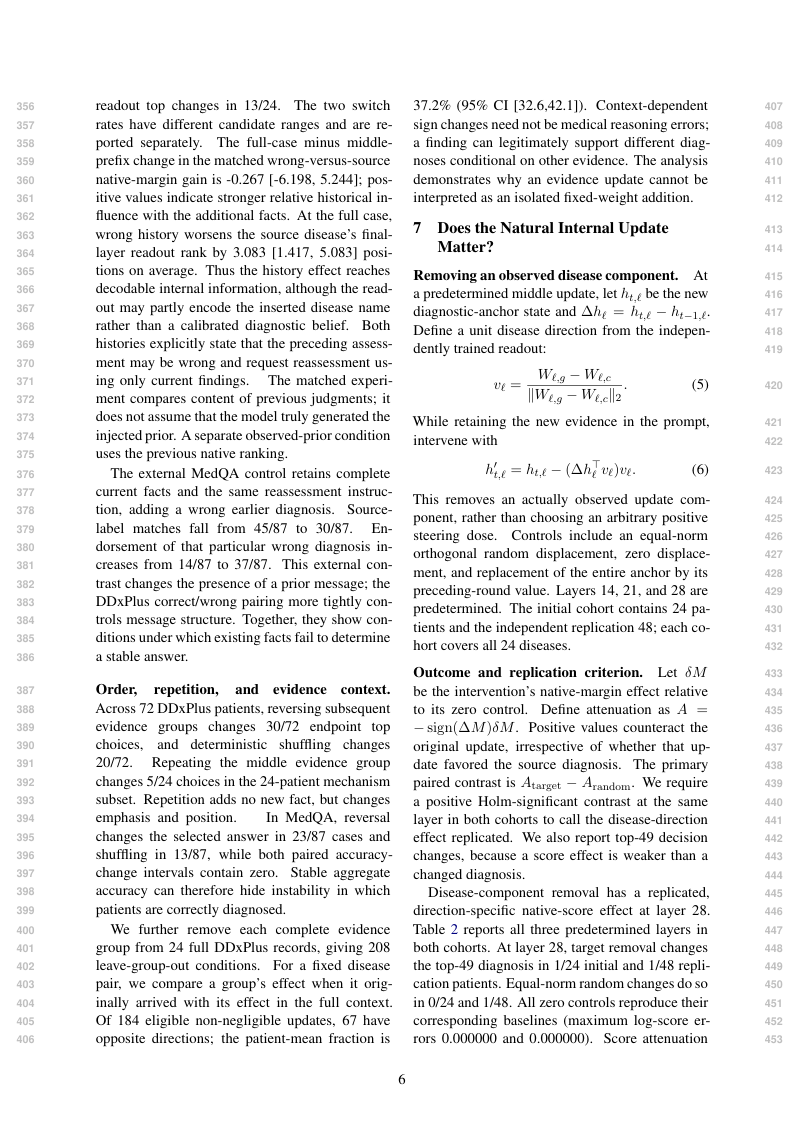 356 readout top changes in 13/24. The two switch
357 rates have different candidate ranges and are re-
358 ported separately. The full-case minus middle-
359 prefix change in the matched wrong-versus-source
360 native-margin gain is -0.267 [-6.198, 5.244]; pos-
361 itive values indicate stronger relative historical in-
362 fluence with the additional facts. At the full case,
363 wrong history worsens the source disease's final-
364 layer readout rank by 3.083 [1.417, 5.083] posi-
365 tions on average. Thus the history effect reaches
366 decodable internal information, although the read-
367 out may partly encode the inserted disease name
368 rather than a calibrated diagnostic belief. Both
369 histories explicitly state that the preceding assess-
370 ment may be wrong and request reassessment us-
371 ing only current findings. The matched experi-
372 ment compares content of previous judgments; it
373 does not assume that the model truly generated the
374 injected prior. A separate observed-prior condition
375 uses the previous native ranking.
376 The external MedQA control retains complete
377 current facts and the same reassessment instruc-
378 tion, adding a wrong earlier diagnosis. Source-
379 label matches fall from 45/87 to 30/87. En-
380 dorsement of that particular wrong diagnosis in-
381 creases from 14/87 to 37/87. This external con-
382 trast changes the presence of a prior message; the
383 DDxPlus correct/wrong pairing more tightly con-
384 trols message structure. Together, they show con-
385 ditions under which existing facts fail to determine
386 a stable answer.
387 Order, repetition, and evidence context.
388 Across 72 DDxPlus patients, reversing subsequent
389 evidence groups changes 30/72 endpoint top
390 choices, and deterministic shuffling changes
391 20/72. Repeating the middle evidence group
392 changes 5/24 choices in the 24-patient mechanism
393 subset. Repetition adds no new fact, but changes
394 emphasis and position. In MedQA, reversal
395 changes the selected answer in 23/87 cases and
396 shuffling in 13/87, while both paired accuracy-
397 change intervals contain zero. Stable aggregate
398 accuracy can therefore hide instability in which
399 patients are correctly diagnosed.
400 We further remove each complete evidence
401 group from 24 full DDxPlus records, giving 208
402 leave-group-out conditions. For a fixed disease
403 pair, we compare a group's effect when it orig-
404 inally arrived with its effect in the full context.
405 Of 184 eligible non-negligible updates, 67 have
406 opposite directions; the patient-mean fraction is
37.2% (95% CI [32.6,42.1]). Context-dependent 407
sign changes need not be medical reasoning errors; 408
a finding can legitimately support different diag- 409
noses conditional on other evidence. The analysis 410
demonstrates why an evidence update cannot be 411
interpreted as an isolated fixed-weight addition. 412
7 Does the Natural Internal Update 413
Matter? 414
Removing an observed disease component. At 415
a predetermined middle update, let h_{t,ℓ} be the new 416
diagnostic-anchor state and Δh_ℓ = h_{t,ℓ} − h_{t−1,ℓ}. 417
Define a unit disease direction from the indepen- 418
dently trained readout: 419
v_ℓ = (W_{ℓ,g} − W_{ℓ,c}) / ‖W_{ℓ,g} − W_{ℓ,c}‖₂. (5) 420
While retaining the new evidence in the prompt, 421
intervene with 422
h′_{t,ℓ} = h_{t,ℓ} − (Δh_ℓ^⊤ v_ℓ)v_ℓ. (6) 423
This removes an actually observed update com- 424
ponent, rather than choosing an arbitrary positive 425
steering dose. Controls include an equal-norm 426
orthogonal random displacement, zero displace- 427
ment, and replacement of the entire anchor by its 428
preceding-round value. Layers 14, 21, and 28 are 429
predetermined. The initial cohort contains 24 pa- 430
tients and the independent replication 48; each co- 431
hort covers all 24 diseases. 432
Outcome and replication criterion. Let δM 433
be the intervention's native-margin effect relative 434
to its zero control. Define attenuation as A = 435
− sign(ΔM)δM. Positive values counteract the 436
original update, irrespective of whether that up- 437
date favored the source diagnosis. The primary 438
paired contrast is A_target − A_random. We require 439
a positive Holm-significant contrast at the same 440
layer in both cohorts to call the disease-direction 441
effect replicated. We also report top-49 decision 442
changes, because a score effect is weaker than a 443
changed diagnosis. 444
Disease-component removal has a replicated, 445
direction-specific native-score effect at layer 28. 446
Table 2 reports all three predetermined layers in 447
both cohorts. At layer 28, target removal changes 448
the top-49 diagnosis in 1/24 initial and 1/48 repli- 449
cation patients. Equal-norm random changes do so 450
in 0/24 and 1/48. All zero controls reproduce their 451
corresponding baselines (maximum log-score er- 452
rors 0.000000 and 0.000000). Score attenuation 453
6